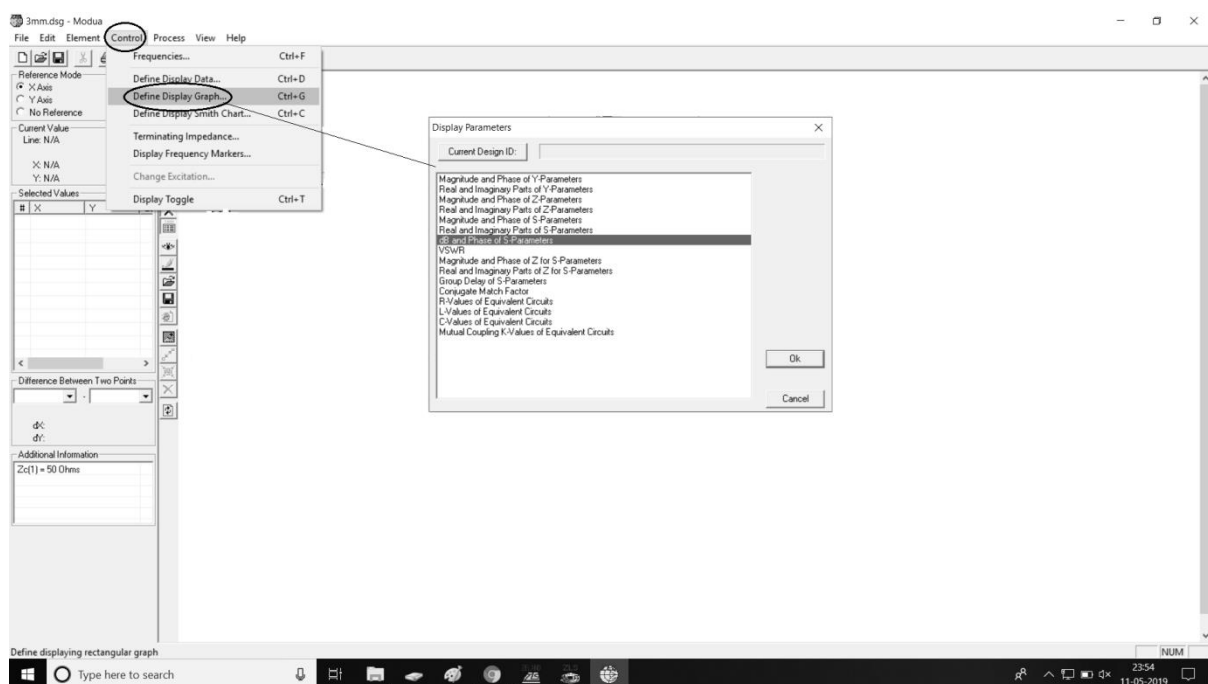 3mm.dsg - Modua
File Edit Element Control Process View Help
Frequencies... Ctrl+F
Define Display Data... Ctrl+D
Define Display Graph... Ctrl+G
Define Display Smith Chart... Ctrl+C
Terminating Impedance...
Display Frequency Markers...
Change Excitation...
Display Toggle Ctrl+T
Reference Mode
X Axis
Y Axis
No Reference
Current Value
Line: N/A
X: N/A
Y: N/A
Selected Values
# X Y
Difference Between Two Points
-
dX:
dY:
Additional Information
Zc(1) = 50 Ohms
Display Parameters
Current Design ID:
Magnitude and Phase of Y-Parameters
Real and Imaginary Parts of Y-Parameters
Magnitude and Phase of Z-Parameters
Real and Imaginary Parts of Z-Parameters
Magnitude and Phase of S-Parameters
Real and Imaginary Parts of S-Parameters
dB and Phase of S-Parameters
VSWR
Magnitude and Phase of Z for S-Parameters
Real and Imaginary Parts of Z for S-Parameters
Group Delay of S-Parameters
Conjugate Match Factor
R-Values of Equivalent Circuits
L-Values of Equivalent Circuits
C-Values of Equivalent Circuits
Mutual Coupling K-Values of Equivalent Circuits
Ok
Cancel
Define displaying rectangular graph
NUM
Type here to search
23:54
11-05-2019